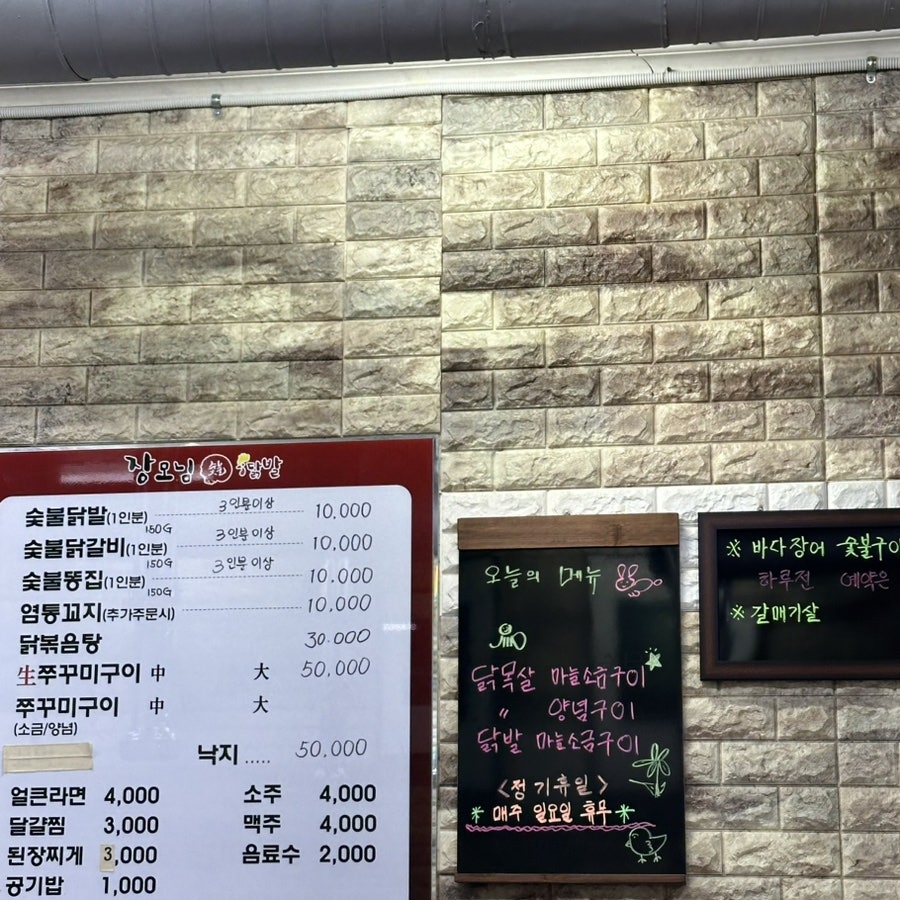 장모님 숯불 닭발
숯불닭발(1인분) 3인분이상 10,000
150G
숯불닭갈비(1인분) 3인분이상 10,000
150G
숯불똥집(1인분) 3인분이상 10.000
150G
염통꼬지(추가주문시) 10,000
닭볶음탕 30.000
生쭈꾸미구이 中 大 50,000
쭈꾸미구이 中 大
(소금/양념)
낙지..... 50,000
얼큰라면 4,000 소주 4,000
달걀찜 3,000 맥주 4,000
된장찌게 3,000 음료수 2,000
공기밥 1,000
오늘의 메뉴
닭목살 마늘소금구이
〃 양념구이
닭발 마늘소금구이
<정기휴일>
* 매주 일요일 휴무 *
※ 바다장어 숯불구이
하루전 예약은
※ 갈매기살